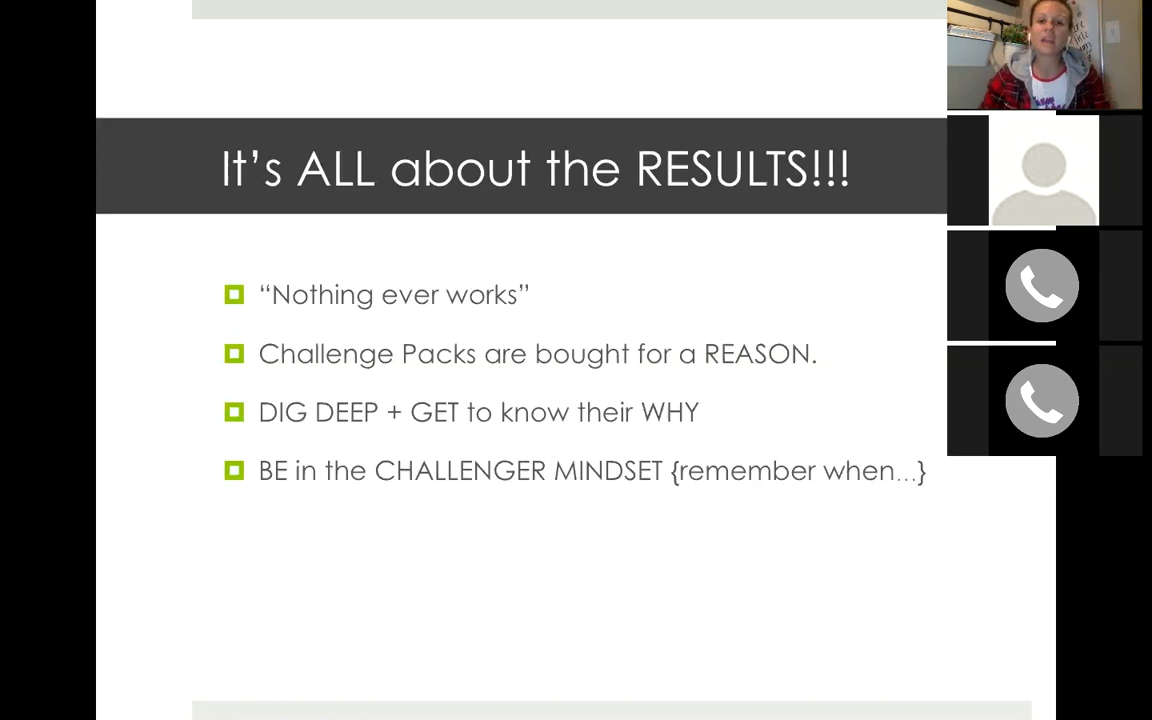 It’s ALL about the RESULTS!!!
“Nothing ever works”
Challenge Packs are bought for a REASON.
DIG DEEP + GET to know their WHY
BE in the CHALLENGER MINDSET {remember when...}